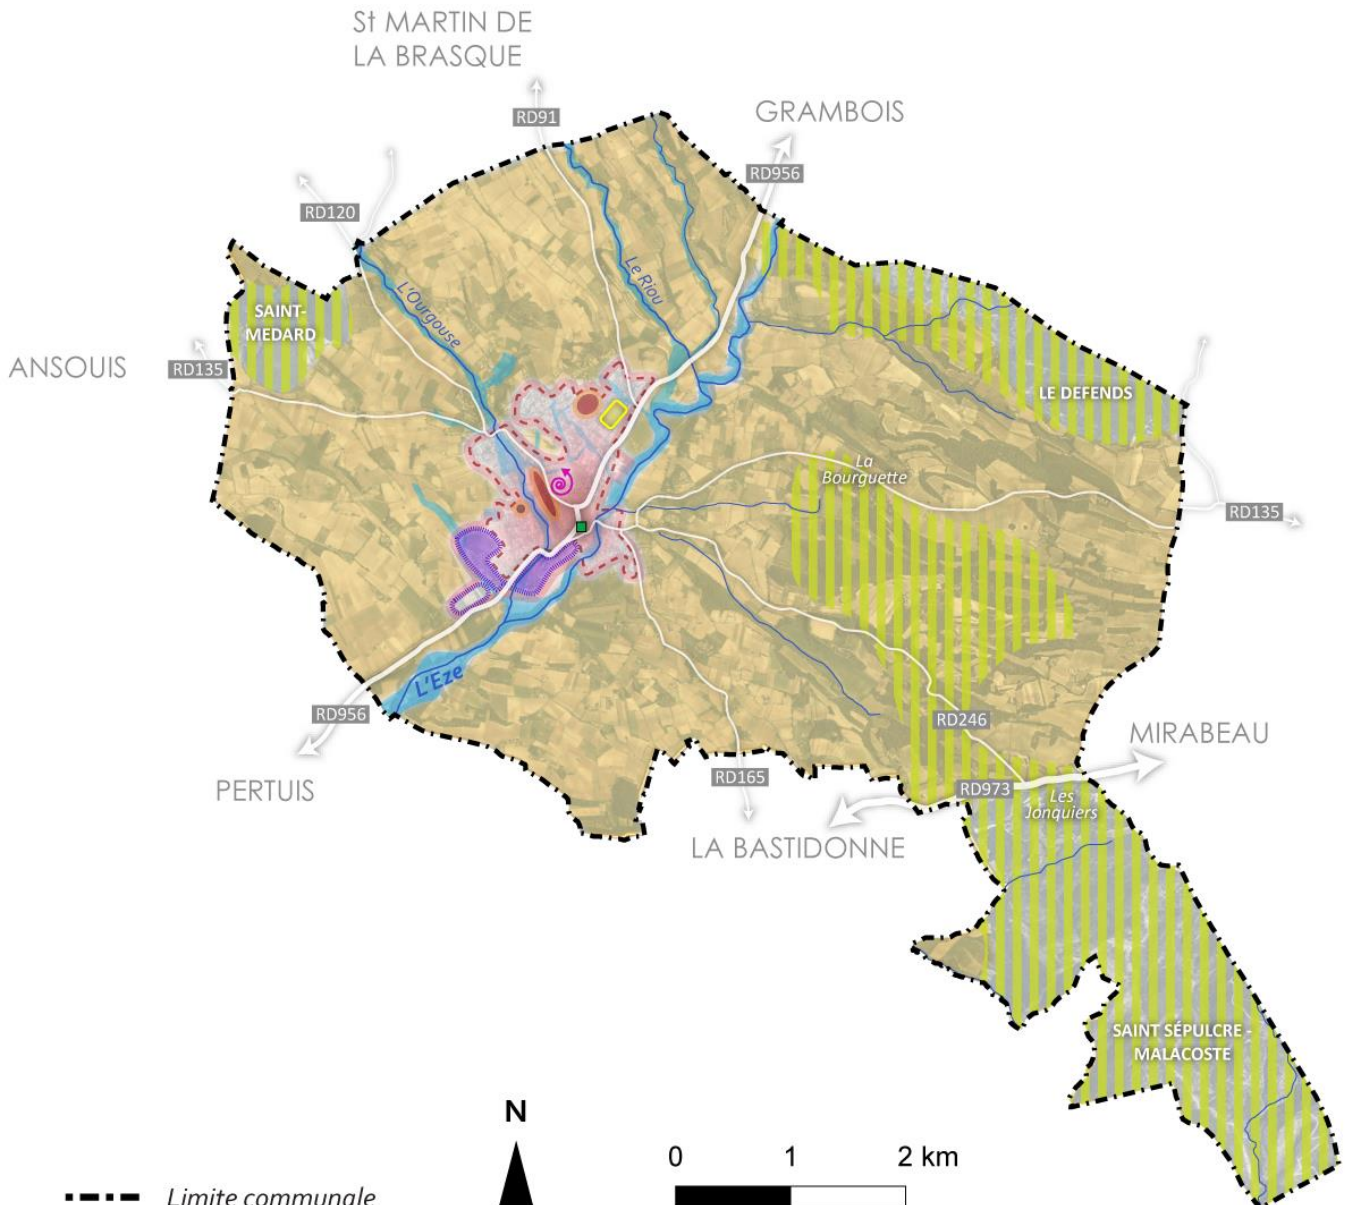 St MARTIN DE
LA BRASQUE
GRAMBOIS
RD91
RD956
RD120
Le Riou
L'Ourgouse
SAINT-
MEDARD
ANSOUIS
RD135
LE DEFENDS
La
Bourguette
RD135
L'Eze
RD956
RD246
MIRABEAU
PERTUIS
RD165
RD973
Les
Jonquiers
LA BASTIDONNE
SAINT SÉPULCRE -
MALACOSTE
N
0 1 2 km
Limite communale